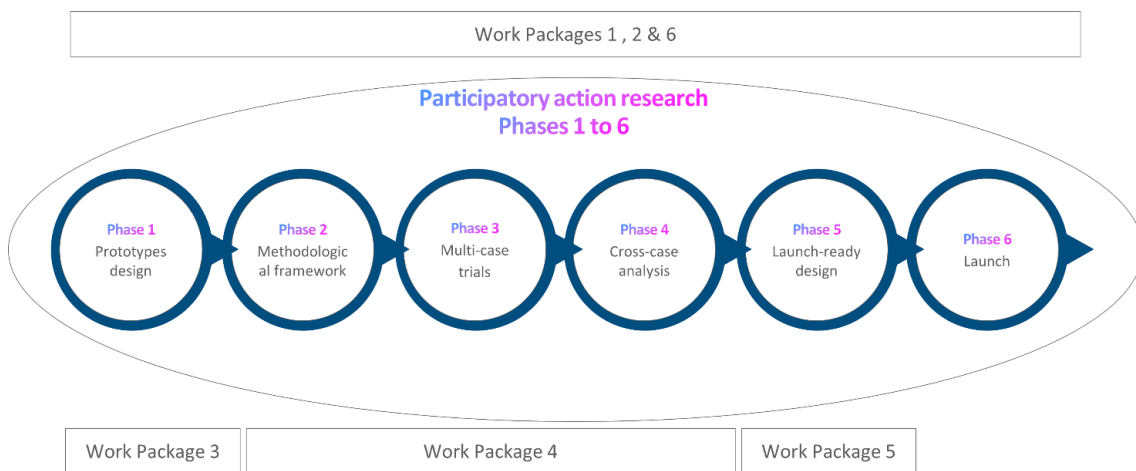 Work Packages 1 , 2 & 6
Participatory action research
Phases 1 to 6
Phase 1
Prototypes
design
Phase 2
Methodologic
al framework
Phase 3
Multi-case
trials
Phase 4
Cross-case
analysis
Phase 5
Launch-ready
design
Phase 6
Launch
Work Package 3
Work Package 4
Work Package 5